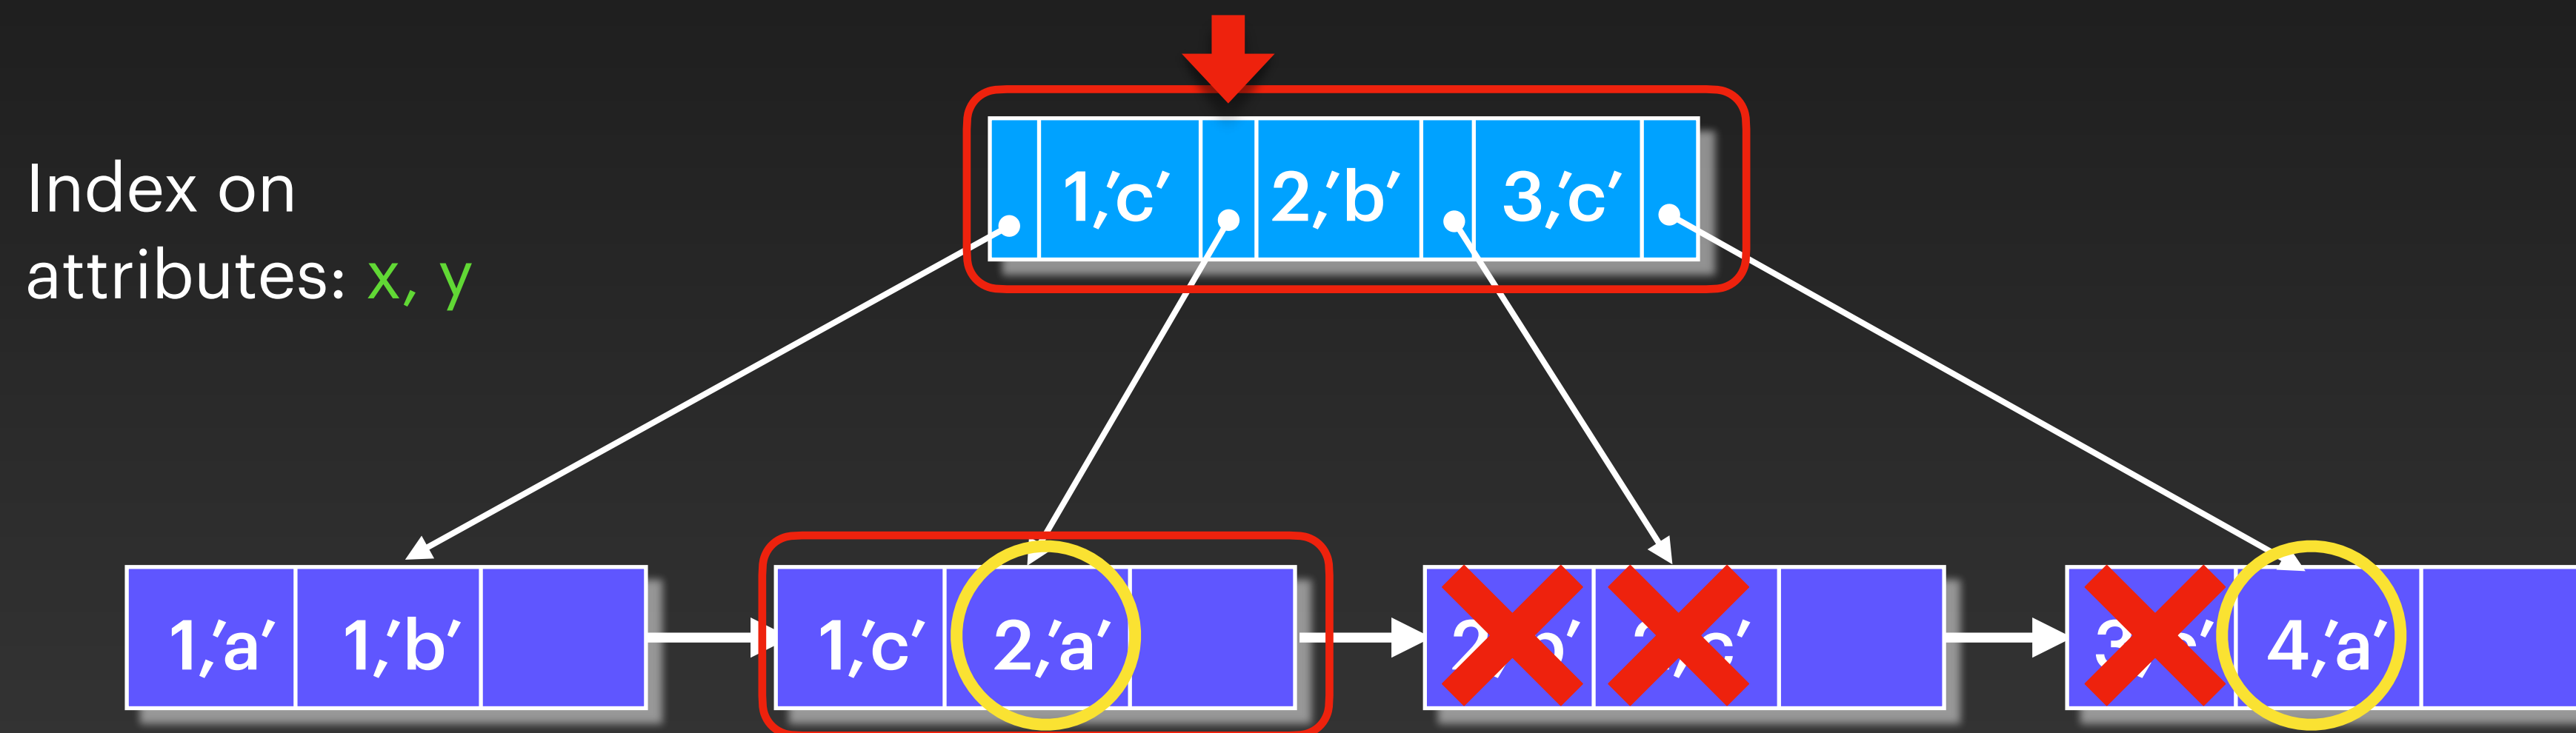 Index on
attributes: x, y
1,′c′ 2,′b′ 3,′c′
1,′a′ 1,′b′ 1,′c′ 2,′a′ 4,′a′